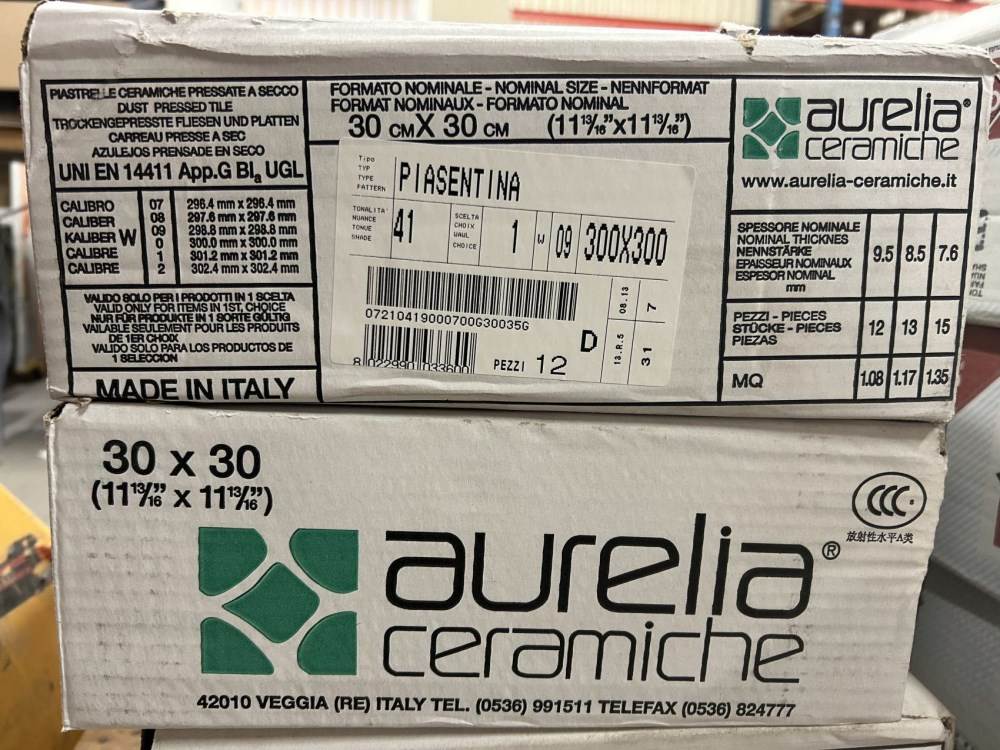 PIASTRELLE CERAMICHE PRESSATE A SECCO
DUST PRESSED TILE
TROCKENGEPRESSTE FLIESEN UND PLATTEN
CARREAU PRESSE A SEC
AZULEJOS PRENSADE EN SECO
UNI EN 14411 App.G BIa UGL
CALIBRO
CALIBER
KALIBER W
CALIBRE
CALIBRE
07 296.4 mm x 296.4 mm
08 297.6 mm x 297.6 mm
09 298.8 mm x 298.8 mm
0 300.0 mm x 300.0 mm
1 301.2 mm x 301.2 mm
2 302.4 mm x 302.4 mm
VALIDO SOLO PER I PRODOTTI IN 1 SCELTA
VALID ONLY FOR ITEMS IN 1ST, CHOICE
NUR FÜR PRODUKTE IN 1 SORTE GÜLTIG
VAILABLE SEULEMENT POUR LES PRODUITS
DE 1ER CHOIX
VALIDO SOLO PARA LOS PRODUCTOS DE
1 SELECCION
MADE IN ITALY
FORMATO NOMINALE - NOMINAL SIZE - NENNFORMAT
FORMAT NOMINAUX - FORMATO NOMINAL
30 CM X 30 CM (11 13/16"x11 13/16")
Tipo
TYP
TYPE
PATTERN
PIASENTINA
TONALITA'
NUANCE
TONUE
SHADE
41
SCELTA
CHOIX
WAUL
CHOICE
1
W
09
300X300
07210419000700G30035G
8 022990 033600
PEZZI 12
D
08.13
7
13.R.5
31
aurelia®
ceramiche
www.aurelia-ceramiche.it
SPESSORE NOMINALE
NOMINAL THICKNES
NENNSTÄRKE
EPAISSEUR NOMINAUX
ESPESOR NOMINAL
mm
9.5 8.5 7.6
PEZZI - PIECES
STÜCKE - PIECES
PIEZAS
12 13 15
MQ
1.08 1.17 1.35
30 x 30
(11 13/16" x 11 13/16")
aurelia®
ceramiche
CCC
放射性水平A类
42010 VEGGIA (RE) ITALY TEL. (0536) 991511 TELEFAX (0536) 824777